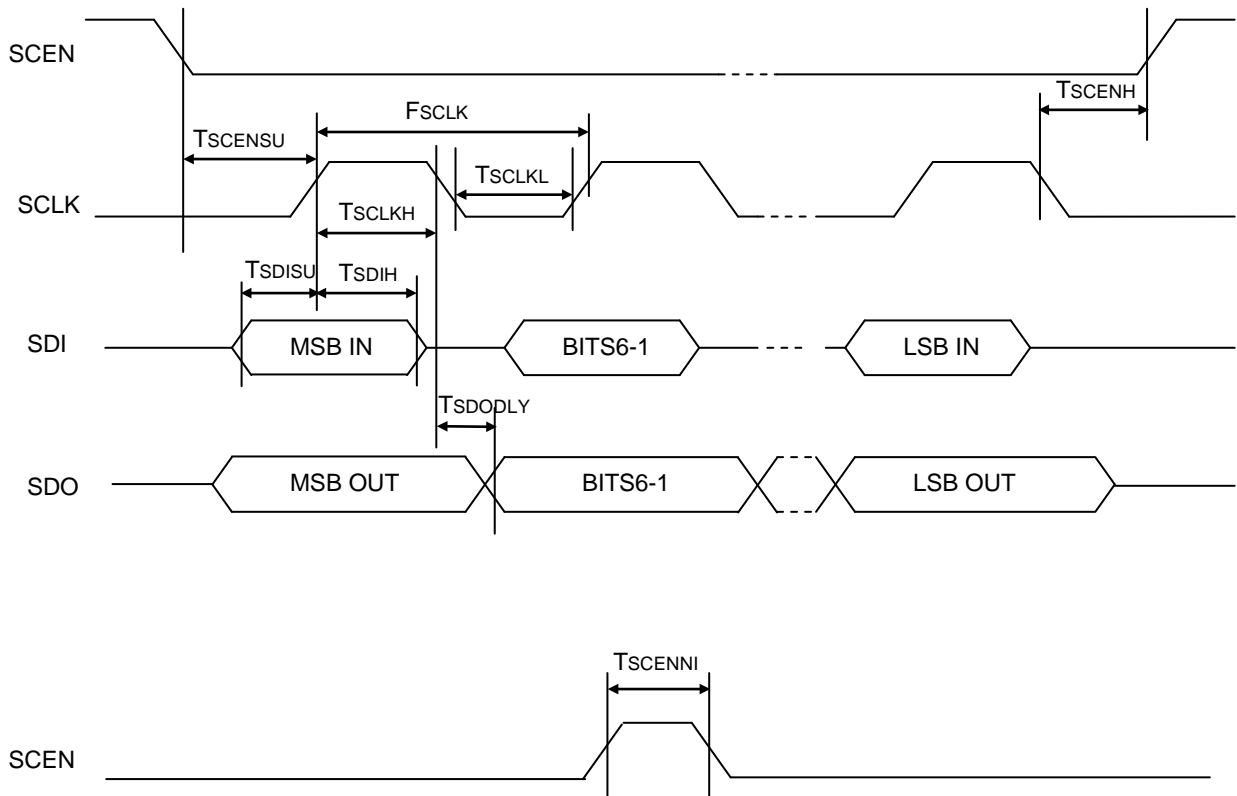 SCEN
TSCENH
FSCLK
TSCENSU
TSCLKL
SCLK
TSCLKH
TSDISU TSDIH
SDI MSB IN BITS6-1 LSB IN
TSDODLY
SDO MSB OUT BITS6-1 LSB OUT
TSCENNI
SCEN